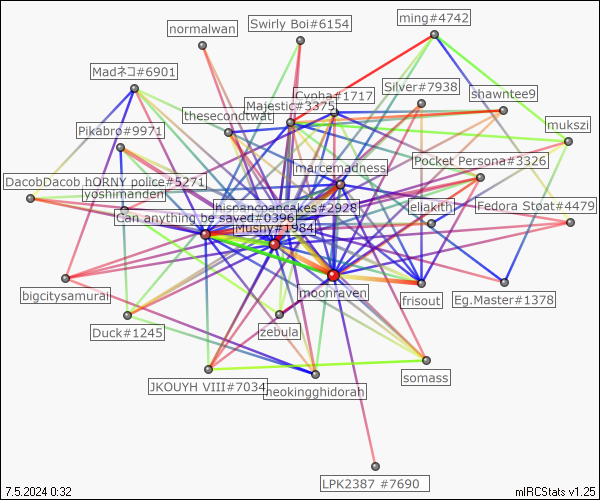 ming#4742
Swirly Boi#6154
normalwan
Madネコ#6901
Silver#7938
Cypha#1717
shawntee9
Majestic#3375
thesecondtwat
mukszi
Pikabro#9971
Pocket Persona#3326
marcemadness
DacobDacob hORNY police#5271
yoshimanden
hispanopancakes#2928
eliakith
Fedora Stoat#4479
Can anything be saved#0396
Mushy#1984
moonraven
bigcitysamurai
frisout
Eg.Master#1378
Duck#1245
zebula
somass
JKOUYH VIII#7034
neokingghidorah
LPK2387 #7690
7.5.2024 0:32
mIRCStats v1.25